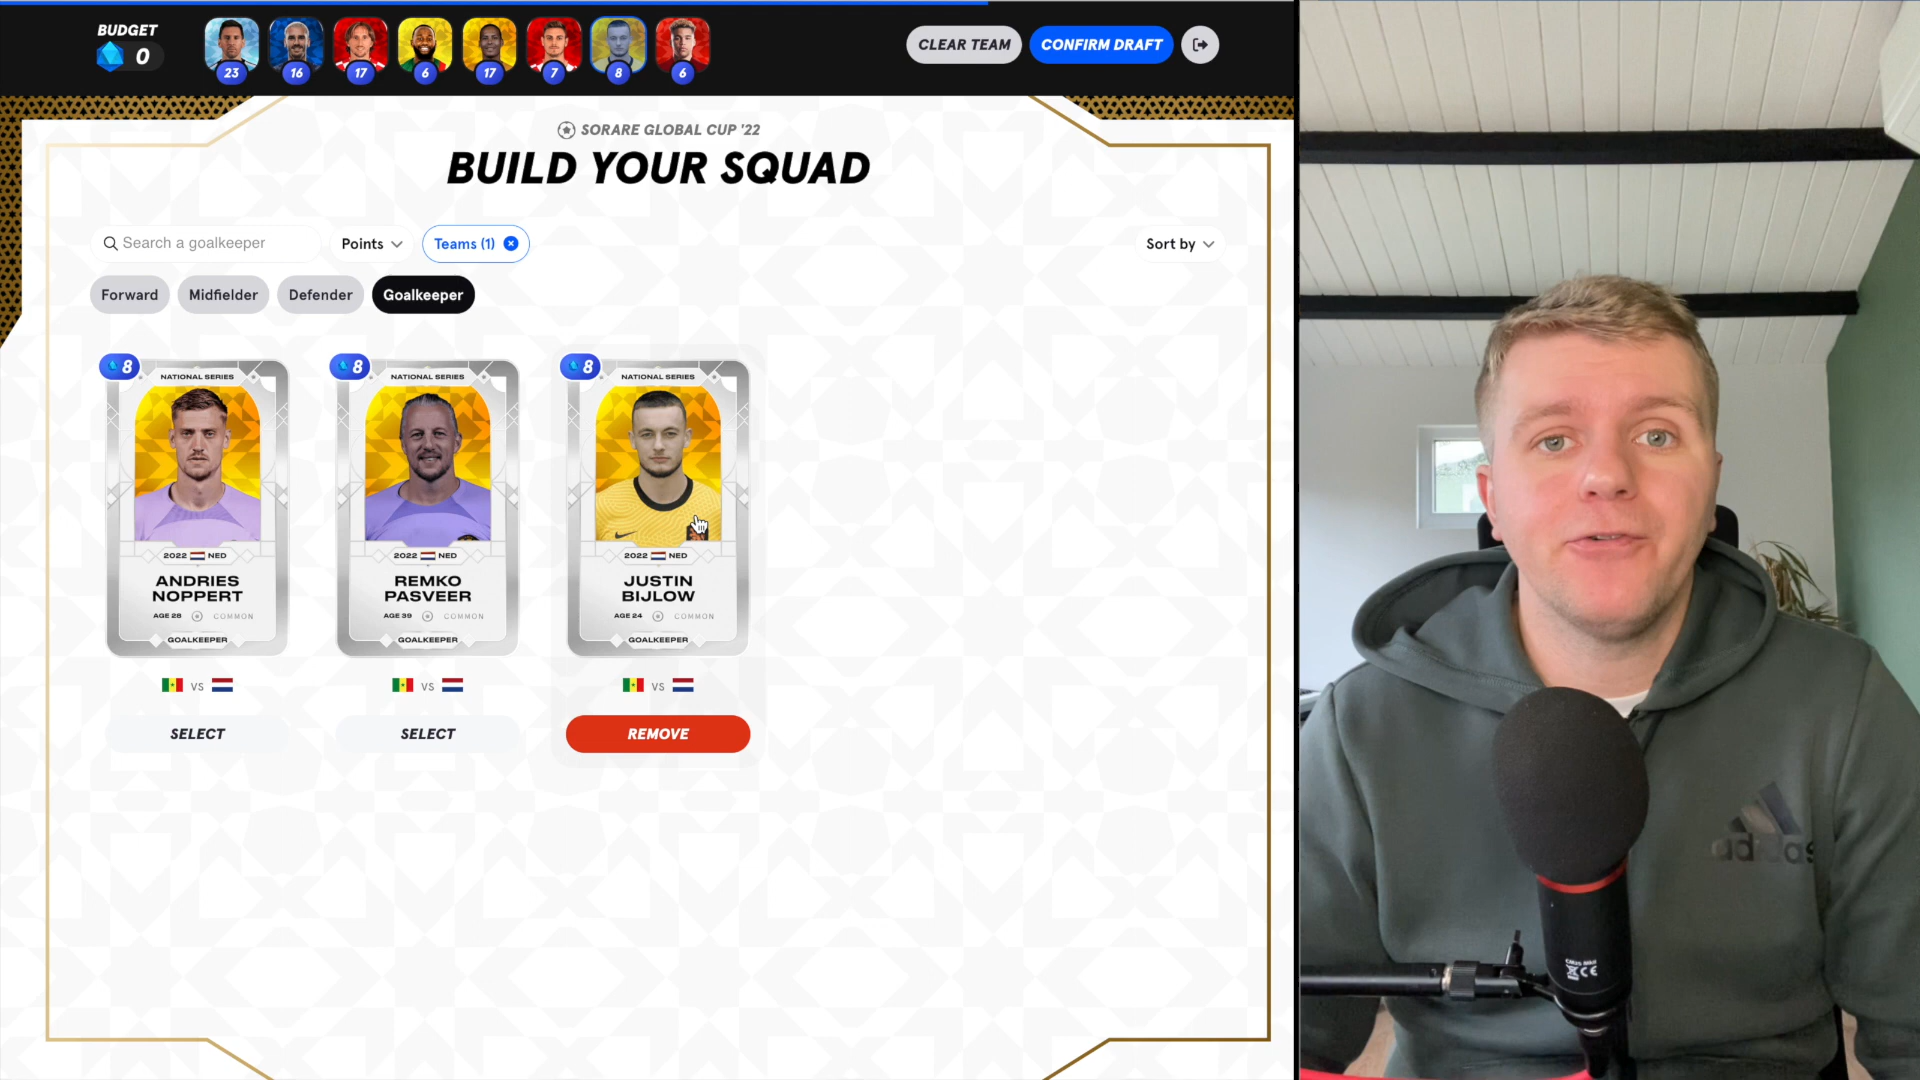 BUDGET
0
23
16
17
6
17
7
8
6
CLEAR TEAM
CONFIRM DRAFT
SORARE GLOBAL CUP '22
BUILD YOUR SQUAD
Search a goalkeeper
Points
Teams (1)
Sort by
Forward
Midfielder
Defender
Goalkeeper
8
NATIONAL SERIES
2022 NED
ANDRIES
NOPPERT
AGE 28 COMMON
GOALKEEPER
VS
SELECT
8
NATIONAL SERIES
2022 NED
REMKO
PASVEER
AGE 39 COMMON
GOALKEEPER
VS
SELECT
8
NATIONAL SERIES
2022 NED
JUSTIN
BIJLOW
AGE 24 COMMON
GOALKEEPER
VS
REMOVE
adidas